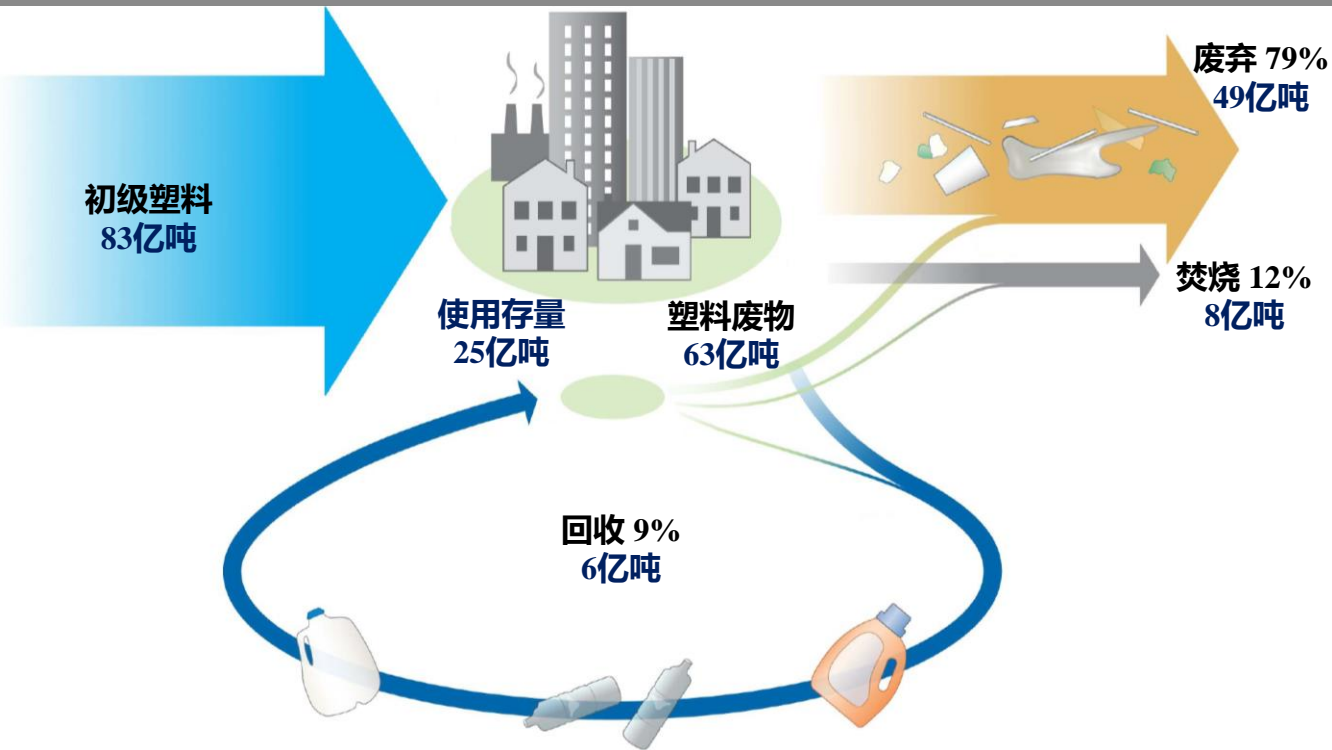 初级塑料
83亿吨
使用存量
25亿吨
塑料废物
63亿吨
废弃 79%
49亿吨
焚烧 12%
8亿吨
回收 9%
6亿吨